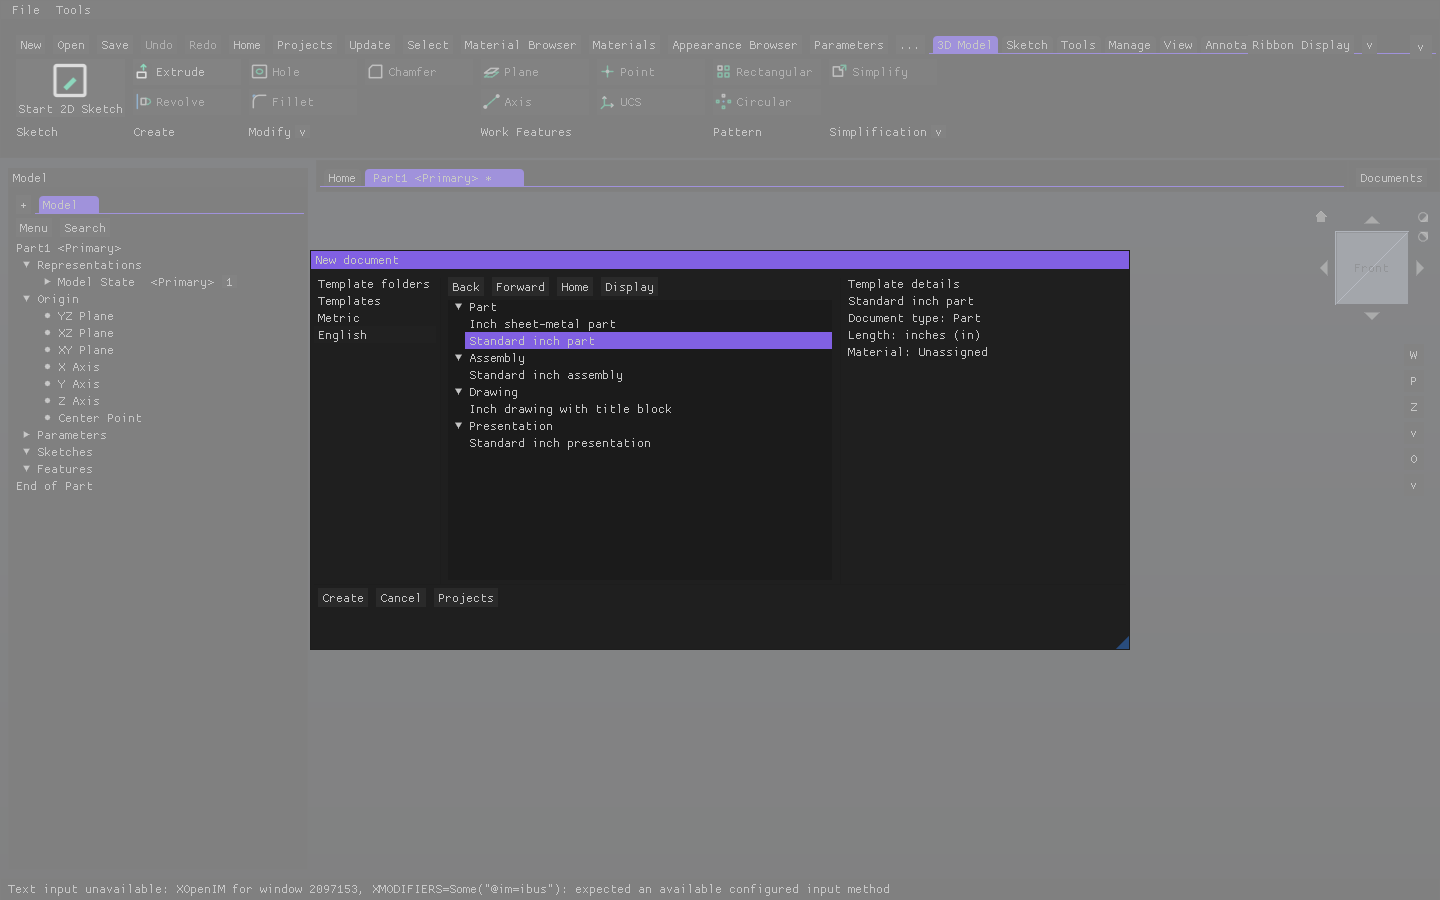 File Tools
New Open Save Undo Redo Home Projects Update Select Material Browser Materials Appearance Browser Parameters ... 3D Model Sketch Tools Manage View Annota Ribbon Display v v
Extrude Hole Chamfer Plane Point Rectangular Simplify
Start 2D Sketch Revolve Fillet Axis UCS Circular
Sketch Create Modify v Work Features Pattern Simplification v
Model
Home Part1 <Primary> * Documents
+ Model
Menu Search
Part1 <Primary>
Representations
Model State <Primary> 1
Origin
YZ Plane
XZ Plane
XY Plane
X Axis
Y Axis
Z Axis
Center Point
Parameters
Sketches
Features
End of Part
New document
Template folders
Templates
Metric
English
Back Forward Home Display
Part
Inch sheet-metal part
Standard inch part
Assembly
Standard inch assembly
Drawing
Inch drawing with title block
Presentation
Standard inch presentation
Template details
Standard inch part
Document type: Part
Length: inches (in)
Material: Unassigned
Create Cancel Projects
Front
W
P
Z
v
O
v
Text input unavailable: XOpenIM for window 2097153, XMODIFIERS=Some("@im=ibus"): expected an available configured input method